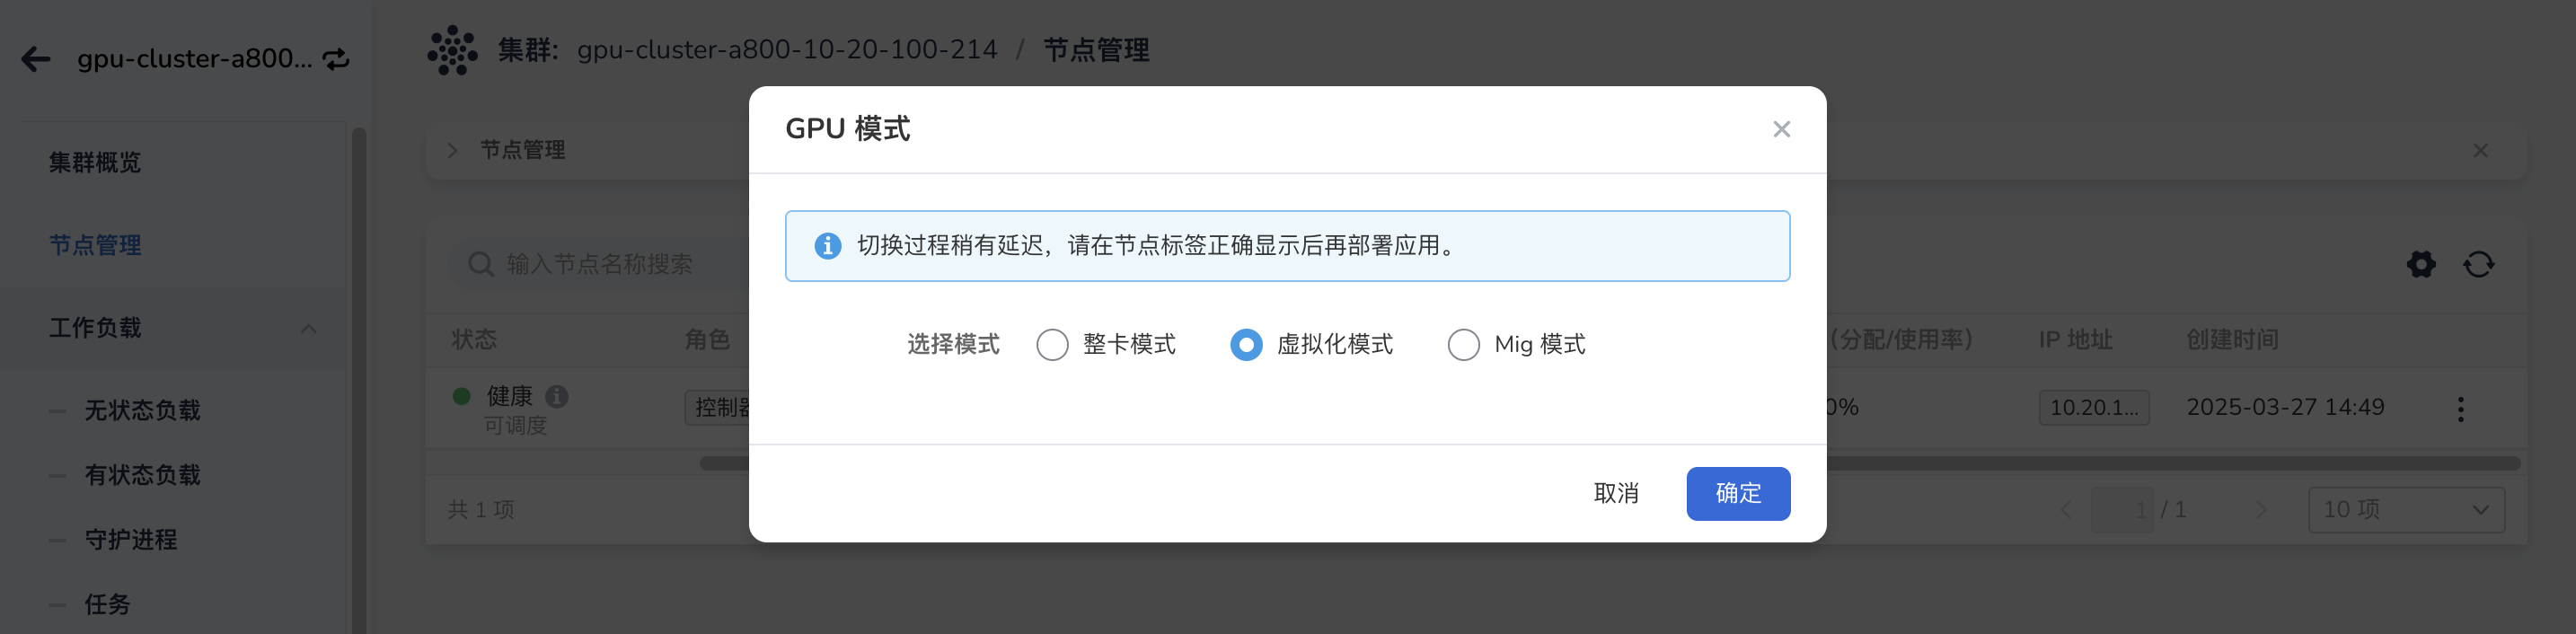 gpu-cluster-a800...
集群: gpu-cluster-a800-10-20-100-214 / 节点管理
集群概览
节点管理
工作负载
无状态负载
有状态负载
守护进程
任务
节点管理
输入节点名称搜索
状态 角色 (分配/使用率) IP 地址 创建时间
健康 控制器 0% 10.20.1... 2025-03-27 14:49
可调度
共 1 项 1 / 1 10 项
GPU 模式
切换过程稍有延迟，请在节点标签正确显示后再部署应用。
选择模式 整卡模式 虚拟化模式 Mig 模式
取消 确定